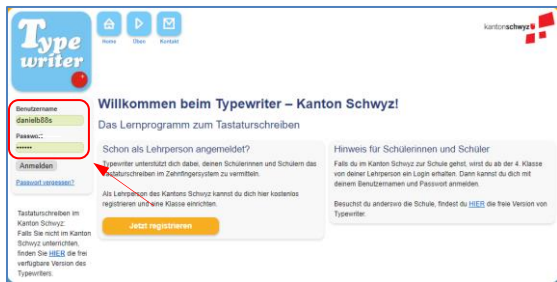 Type
writer
Home
Üben
Kontakt
kantonschwyz
Benutzername
danielb88s
Passwort:
••••••
Anmelden
Passwort vergessen?
Tastaturschreiben im
Kanton Schwyz:
Falls Sie nicht im Kanton
Schwyz unterrichten,
finden Sie HIER die frei
verfügbare Version des
Typewriters.
Willkommen beim Typewriter – Kanton Schwyz!
Das Lernprogramm zum Tastaturschreiben
Schon als Lehrperson angemeldet?
Typewriter unterstützt dich dabei, deinen Schülerinnen und Schülern das
Tastaturschreiben im Zehnfingersystem zu vermitteln.
Als Lehrperson des Kantons Schwyz kannst du dich hier kostenlos
registrieren und eine Klasse einrichten.
Jetzt registrieren
Hinweis für Schülerinnen und Schüler
Falls du im Kanton Schwyz zur Schule gehst, wirst du ab der 4. Klasse
von deiner Lehrperson ein Login erhalten. Dann kannst du dich mit
deinem Benutzernamen und Passwort anmelden.
Besuchst du anderswo die Schule, findest du HIER die freie Version von
Typewriter.